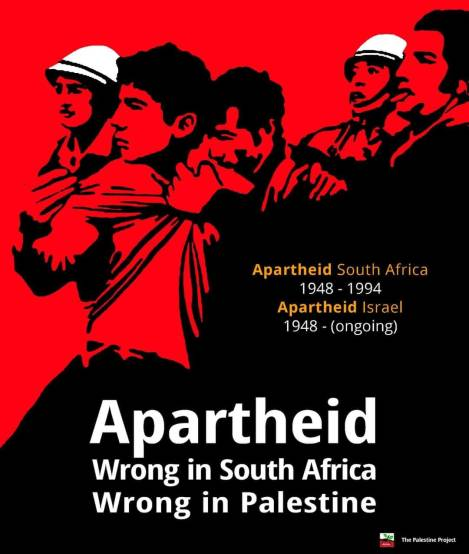 Apartheid South Africa
1948 - 1994
Apartheid Israel
1948 - (ongoing)
Apartheid
Wrong in South Africa
Wrong in Palestine
The Palestine Project